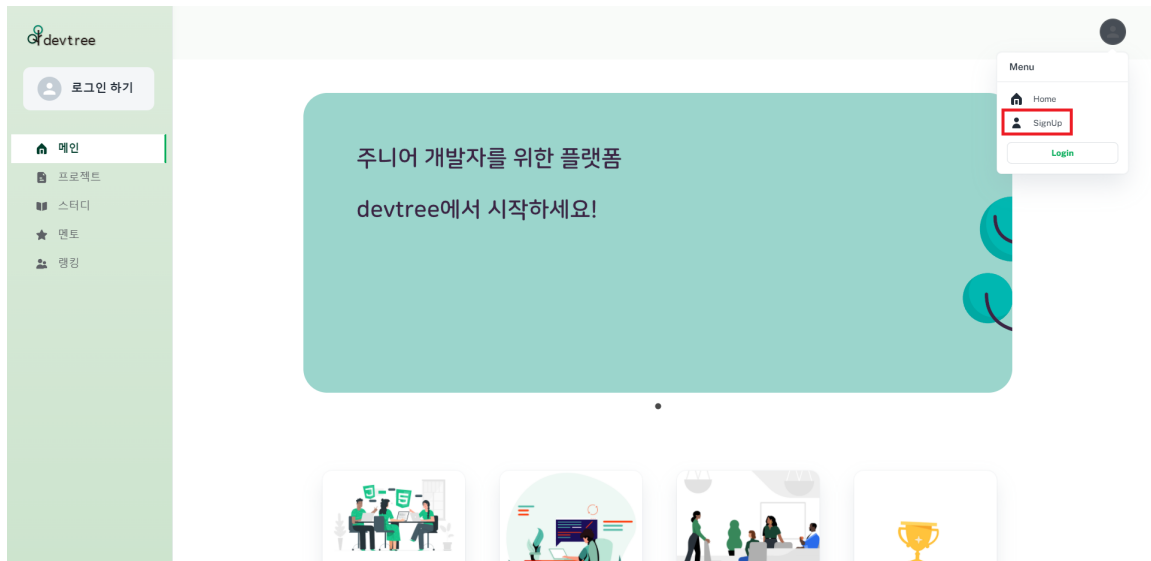 devtree
로그인 하기
메인
프로젝트
스터디
멘토
랭킹
주니어 개발자를 위한 플랫폼
devtree에서 시작하세요!
Menu
Home
SignUp
Login